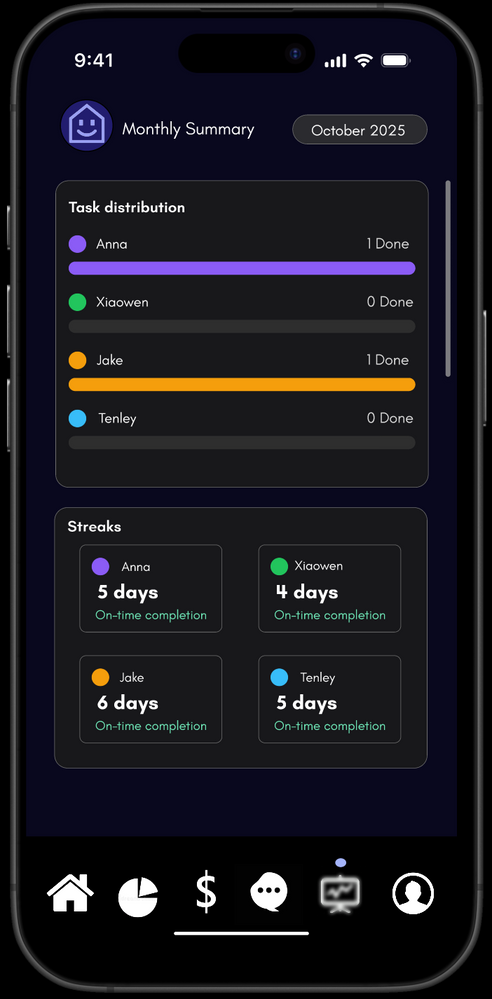 9:41
Monthly Summary
October 2025
Task distribution
Anna 1 Done
Xiaowen 0 Done
Jake 1 Done
Tenley 0 Done
Streaks
Anna
5 days
On-time completion
Xiaowen
4 days
On-time completion
Jake
6 days
On-time completion
Tenley
5 days
On-time completion
$